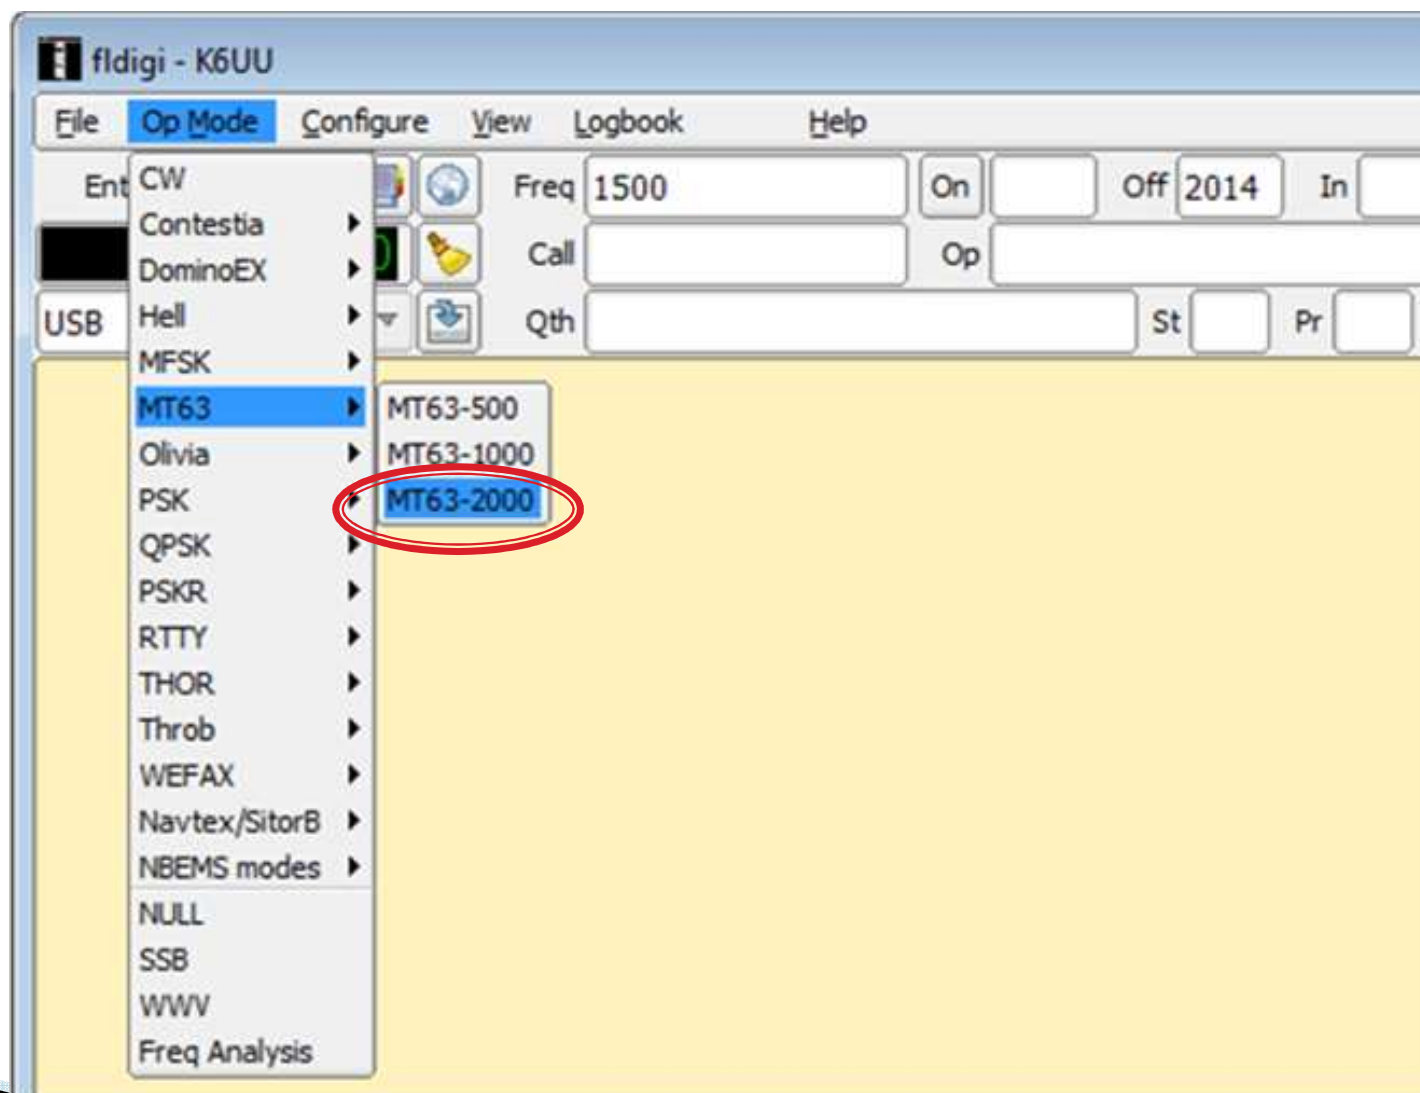 fldigi - K6UU
File Op Mode Configure View Logbook Help
Ent Freq 1500 On Off 2014 In
Call Op
USB Qth St Pr
CW
Contestia
DominoEX
Hell
MFSK
MT63
Olivia
PSK
QPSK
PSKR
RTTY
THOR
Throb
WEFAX
Navtex/SitorB
NBEMS modes
NULL
SSB
WWV
Freq Analysis
MT63-500
MT63-1000
MT63-2000